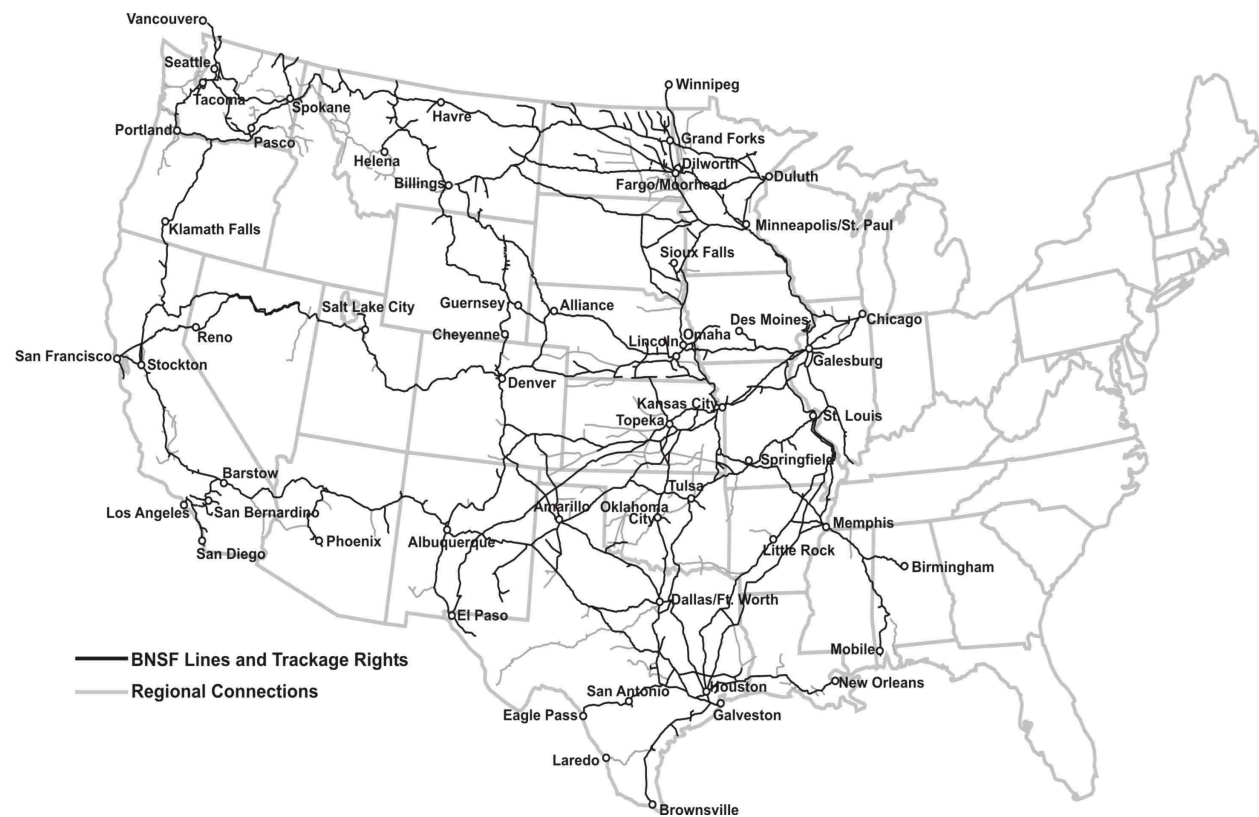 Vancouver
Seattle
Tacoma
Spokane
Portland
Pasco
Havre
Helena
Billings
Winnipeg
Grand Forks
Dilworth
Fargo/Moorhead
Duluth
Minneapolis/St. Paul
Klamath Falls
Sioux Falls
Salt Lake City
Guernsey
Alliance
Des Moines
Chicago
Reno
Cheyenne
Lincoln
Omaha
San Francisco
Stockton
Galesburg
Denver
Kansas City
Topeka
St. Louis
Barstow
Springfield
Tulsa
Los Angeles
San Bernardino
Amarillo
Oklahoma
City
Memphis
San Diego
Phoenix
Albuquerque
Little Rock
Birmingham
El Paso
Dallas/Ft. Worth
Mobile
BNSF Lines and Trackage Rights
Regional Connections
San Antonio
Houston
New Orleans
Eagle Pass
Galveston
Laredo
Brownsville